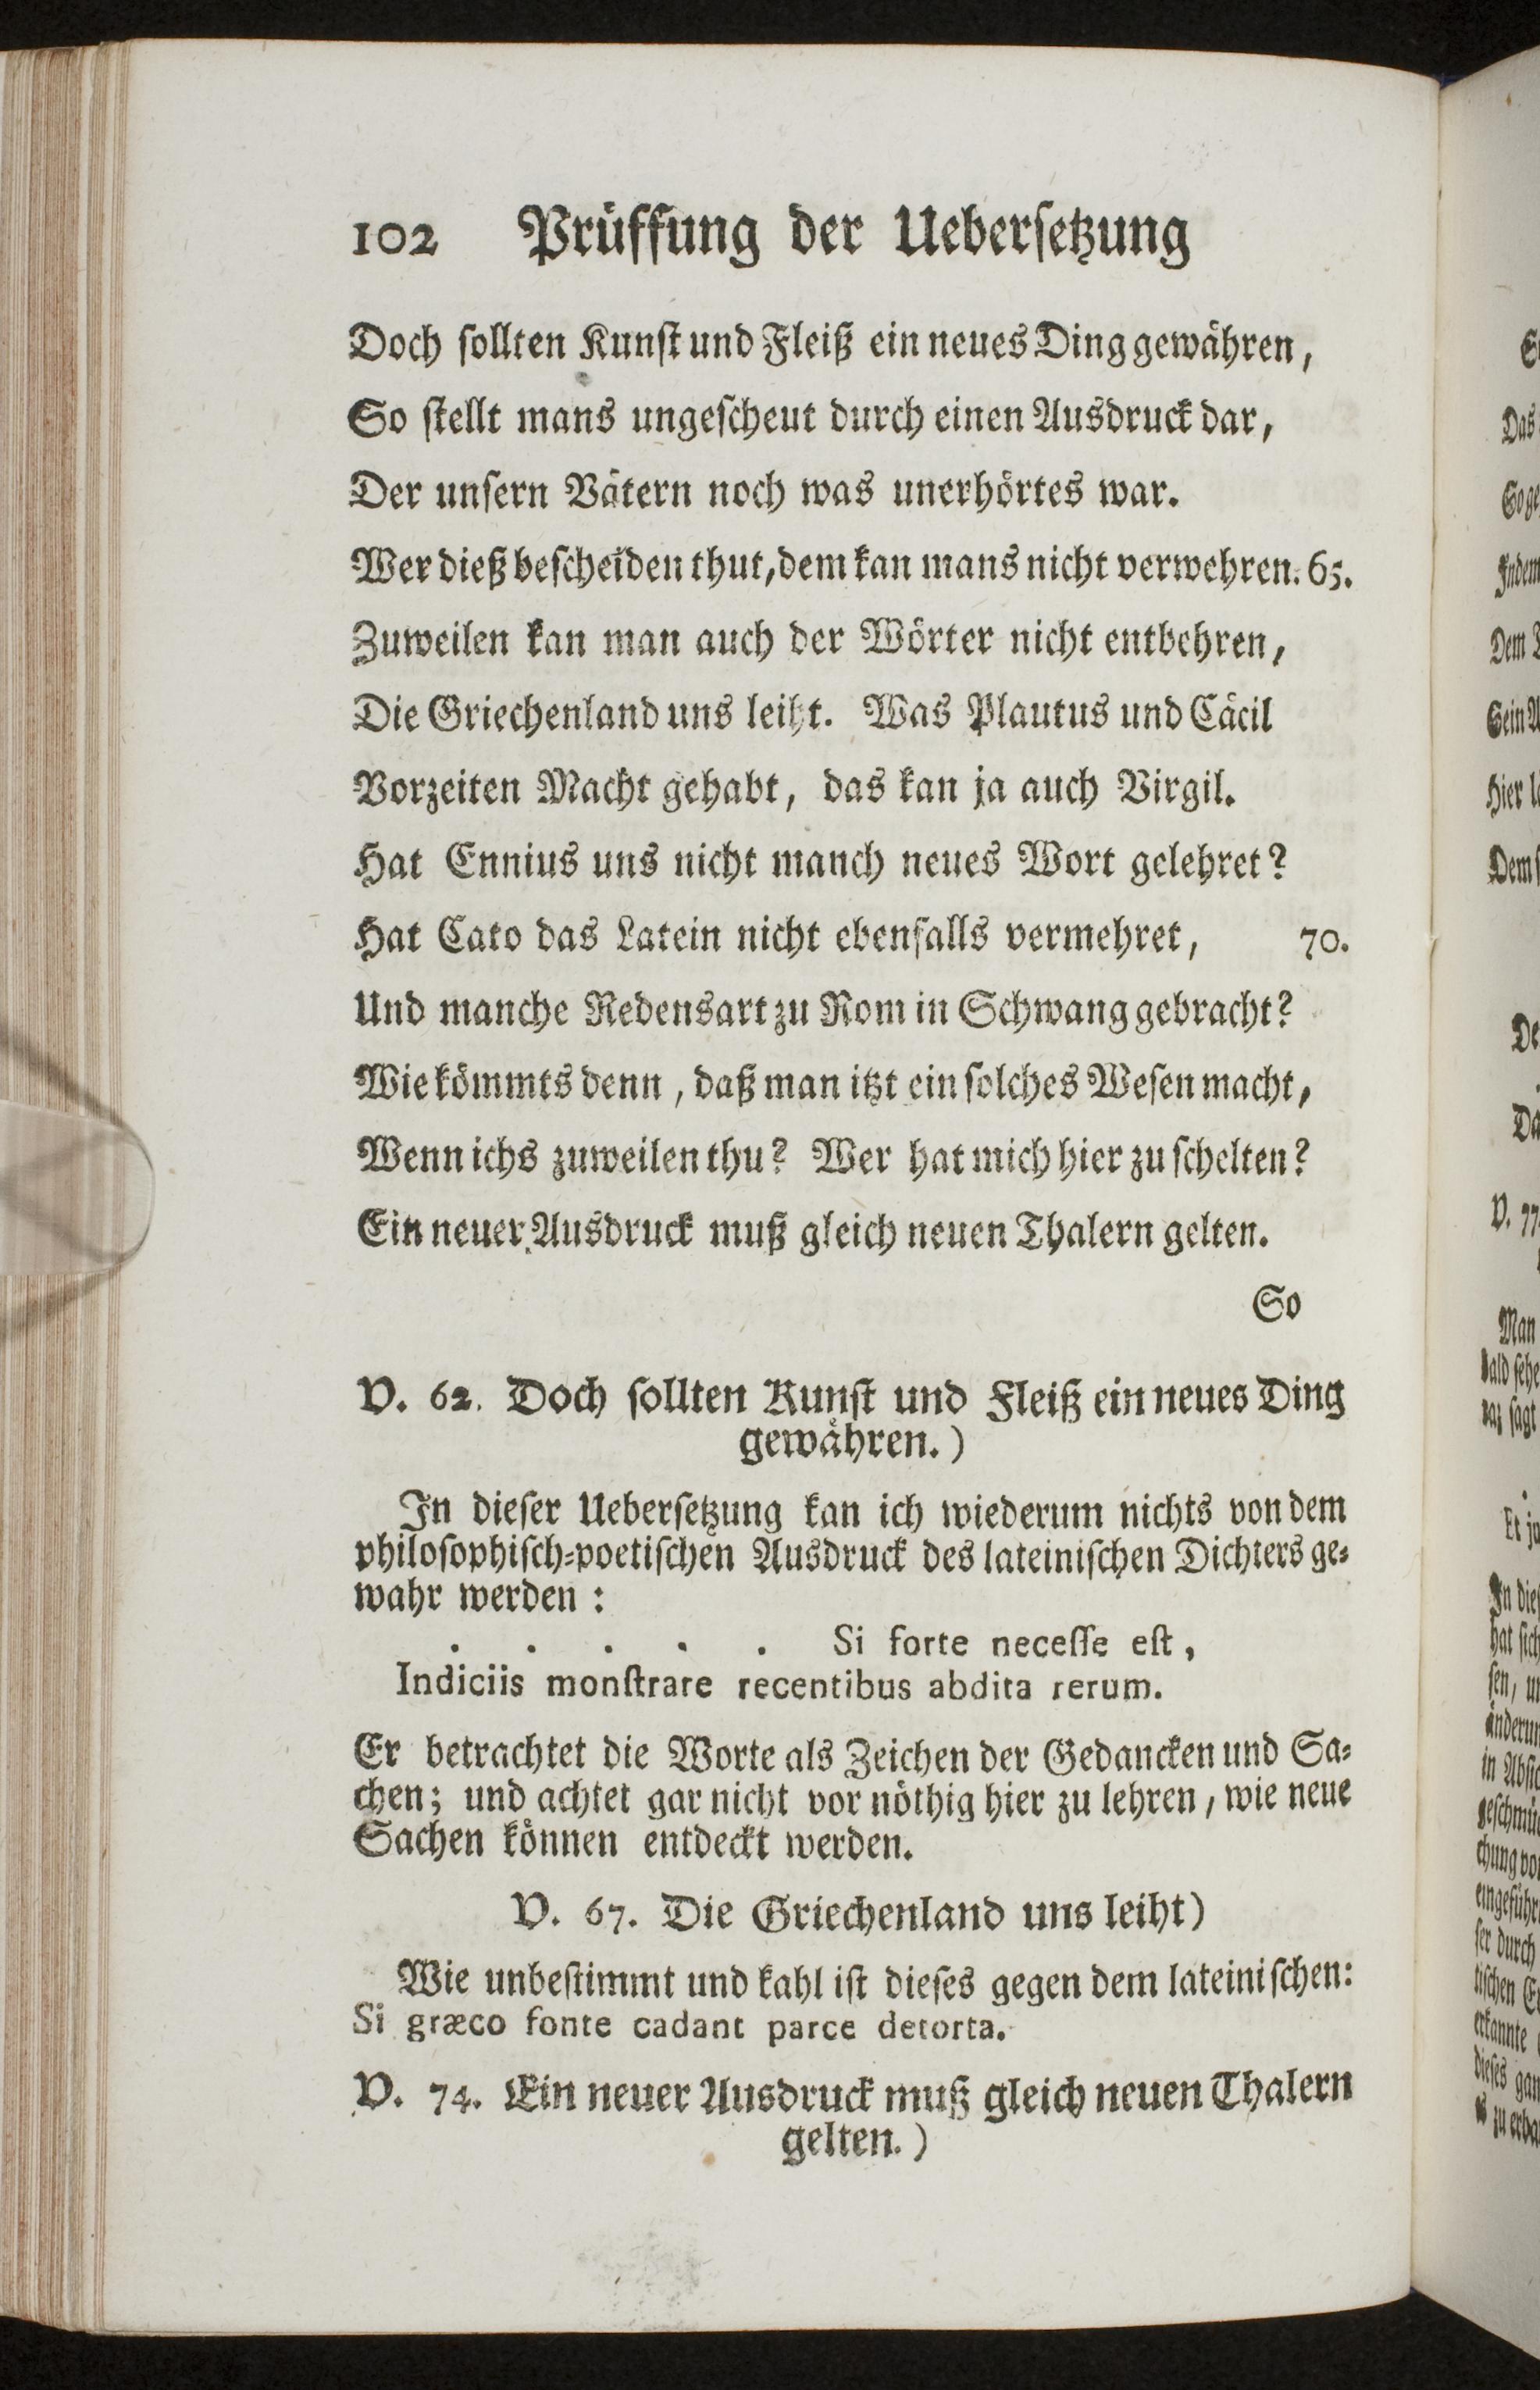 102 Prüffung der Ueberſetzung
Doch ſollten Kunſt und Fleiß ein neues Ding gewähren,
So ſtellt mans ungeſcheut durch einen Ausdruck dar,
Der unſern Vätern noch was unerhörtes war.
Wer dieß beſcheiden thut, dem kan mans nicht verwehren. 65.
Zuweilen kan man auch der Wörter nicht entbehren,
Die Griechenland uns leiht. Was Plautus und Cäcil
Vorzeiten Macht gehabt, das kan ja auch Virgil.
Hat Ennius uns nicht manch neues Wort gelehret?
Hat Cato das Latein nicht ebenfalls vermehret, 70.
Und manche Redensart zu Rom in Schwang gebracht?
Wie kömmts denn, daß man itzt ein ſolches Weſen macht,
Wenn ichs zuweilen thu? Wer hat mich hier zu ſchelten?
Ein neuer Ausdruck muß gleich neuen Thalern gelten.
So
V. 62. Doch ſollten Kunſt und Fleiß ein neues Ding
gewähren.)
In dieſer Ueberſetzung kan ich wiederum nichts von dem
philoſophiſch-poetiſchen Ausdruck des lateiniſchen Dichters ge-
wahr werden:
. . . . . Si forte neceſſe eſt,
Indiciis monſtrare recentibus abdita rerum.
Er betrachtet die Worte als Zeichen der Gedancken und Sa-
chen; und achtet gar nicht vor nöthig hier zu lehren, wie neue
Sachen können entdeckt werden.
V. 67. Die Griechenland uns leiht)
Wie unbeſtimmt und kahl iſt dieſes gegen dem lateiniſchen:
Si græco fonte cadant parce detorta.
V. 74. Ein neuer Ausdruck muß gleich neuen Thalern
gelten.)